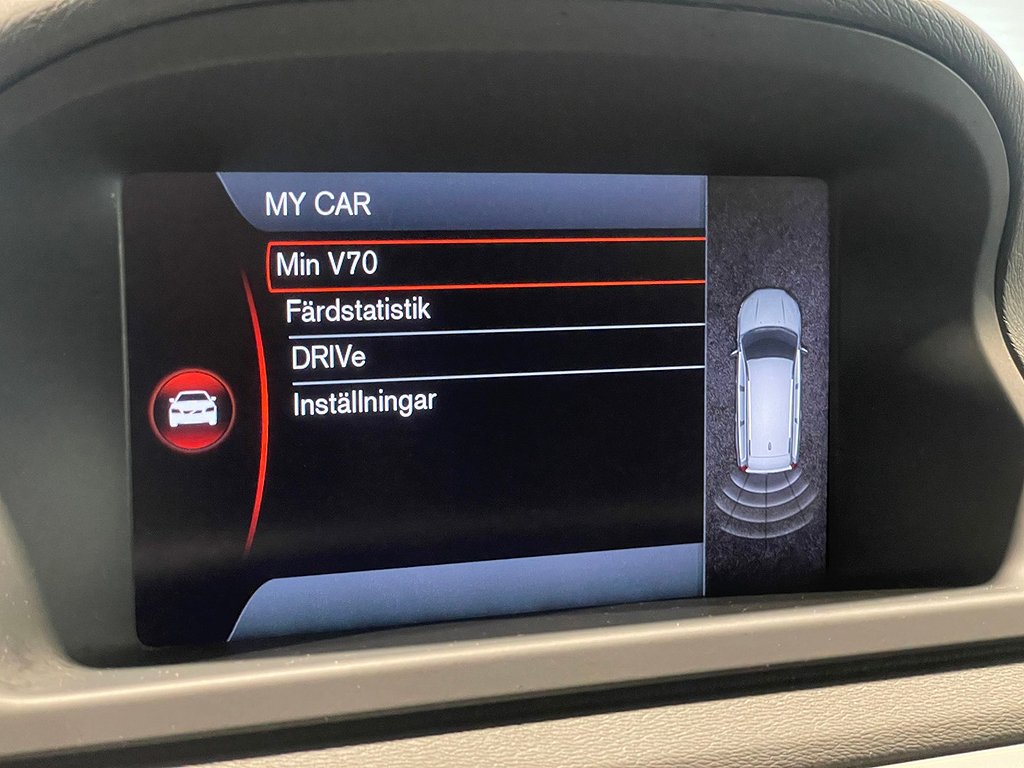 MY CAR
Min V70
Färdstatistik
DRIVe
Inställningar